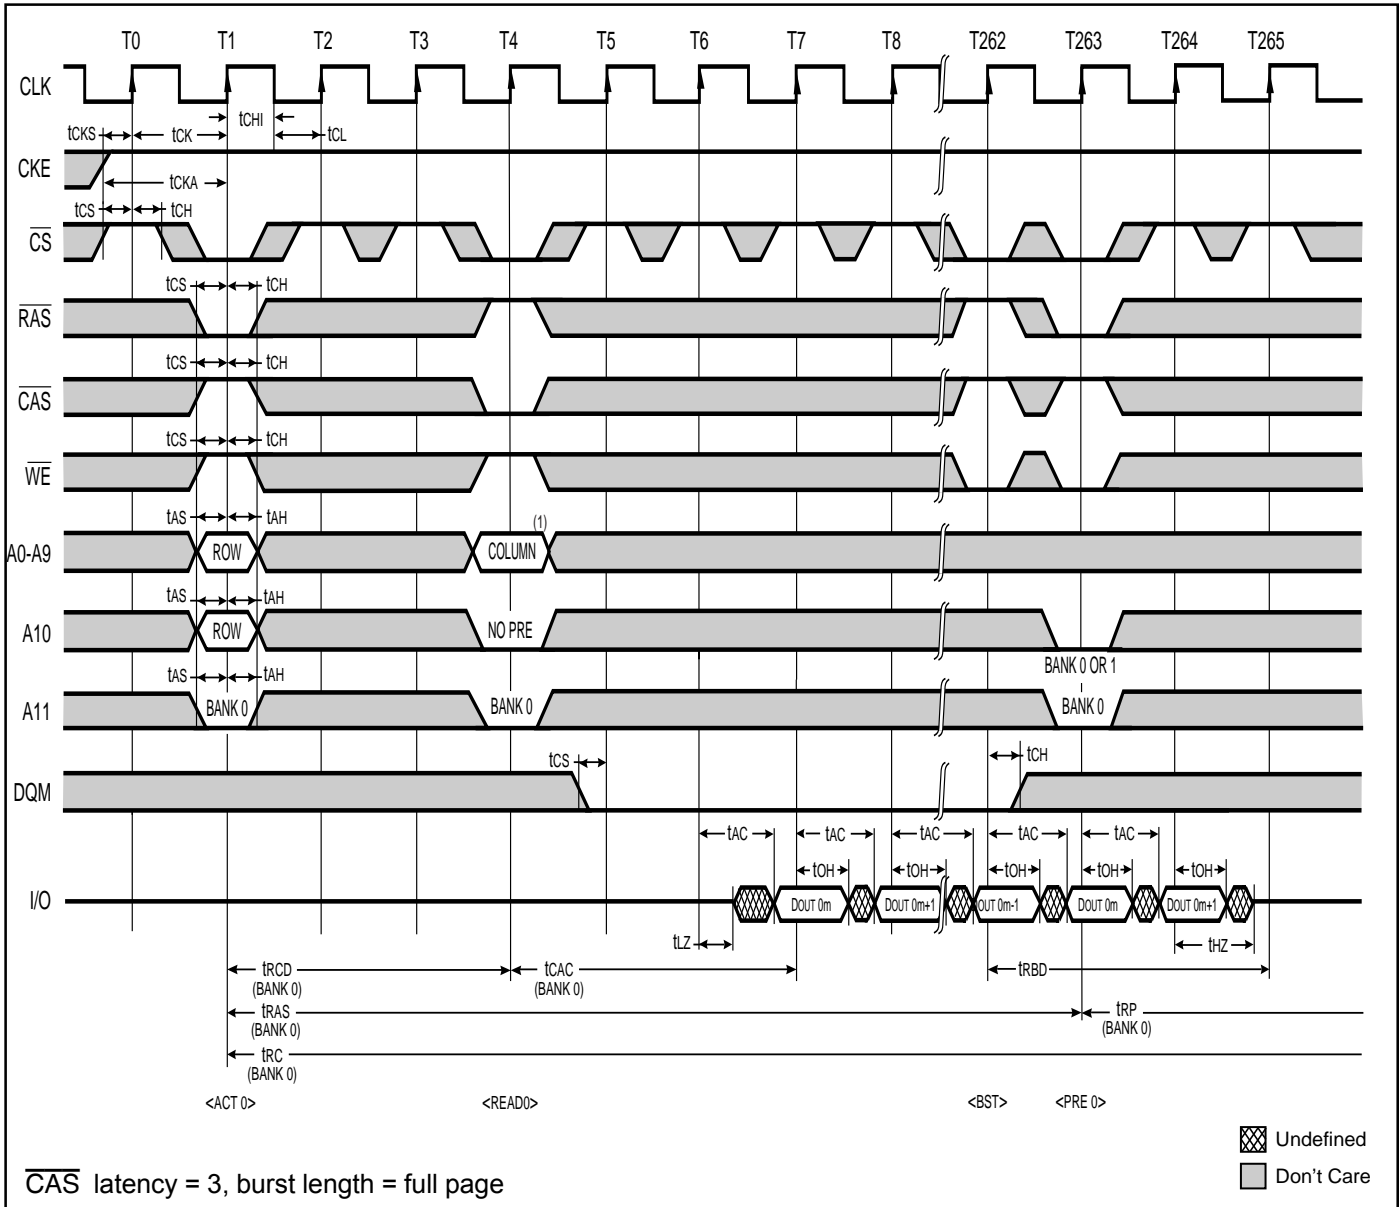 T0 T1 T2 T3 T4 T5 T6 T7 T8 T262 T263 T264 T265
CLK
tCHI
tCKS tCK tCL
CKE
tCKA
tCS tCH
CS
tCS tCH
RAS
tCS tCH
CAS
tCS tCH
WE
tAS tAH
(1)
A0-A9 ROW COLUMN
tAS tAH
A10 ROW NO PRE
BANK 0 OR 1
tAS tAH
A11 BANK 0 BANK 0 BANK 0
tCS tCH
DQM
tAC tAC tAC tAC tAC
tOH tOH tOH tOH tOH
I/O DOUT 0m DOUT 0m+1 OUT 0m-1 DOUT 0m DOUT 0m+1
tLZ tHZ
tRCD tCAC tRBD
(BANK 0) (BANK 0)
tRAS tRP
(BANK 0) (BANK 0)
tRC
(BANK 0)
<ACT 0> <READ0> <BST> <PRE 0>
Undefined
Don't Care
CAS latency = 3, burst length = full page